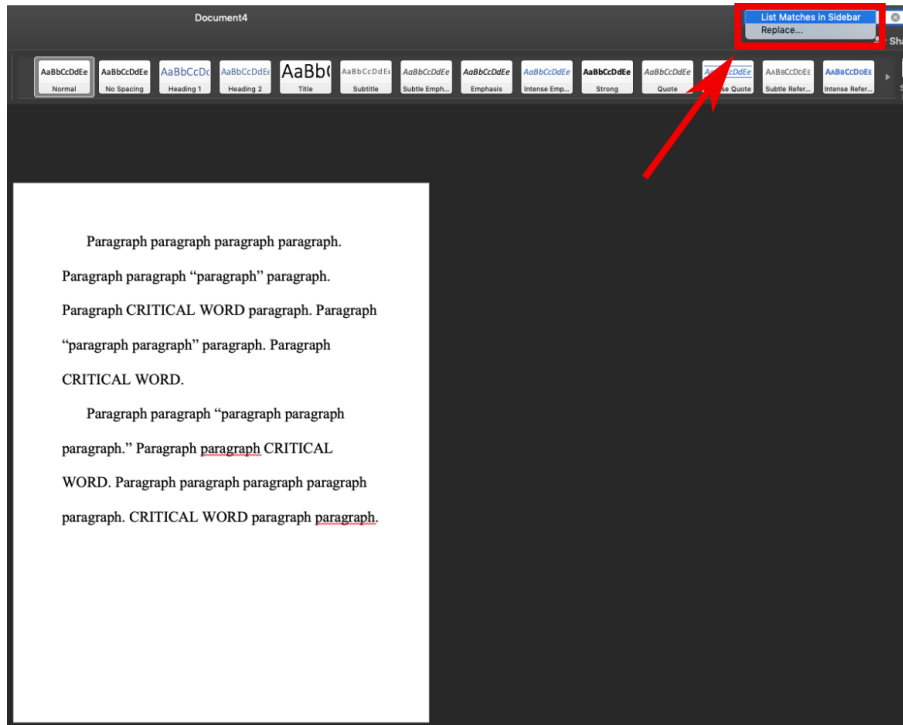 Document4
List Matches in Sidebar
Replace...
Sh
AaBbCcDdEe AaBbCcDdEe AaBbCcDc AaBbCcDdEe AaBb( AaBbCcDdEe AaBbCcDdEe AaBbCcDdEe AaBbCcDdEe AaBbCcDdEe AaBbCcDdEe CcDdEe AaBbCcDdEe AaBbCcDdEe
Normal No Spacing Heading 1 Heading 2 Title Subtitle Subtle Emph... Emphasis Intense Emp... Strong Quote se Quote Subtle Refer... Intense Refer...
Paragraph paragraph paragraph paragraph.
Paragraph paragraph “paragraph” paragraph.
Paragraph CRITICAL WORD paragraph. Paragraph
“paragraph paragraph” paragraph. Paragraph
CRITICAL WORD.
Paragraph paragraph “paragraph paragraph
paragraph.” Paragraph paragraph CRITICAL
WORD. Paragraph paragraph paragraph paragraph
paragraph. CRITICAL WORD paragraph paragraph.